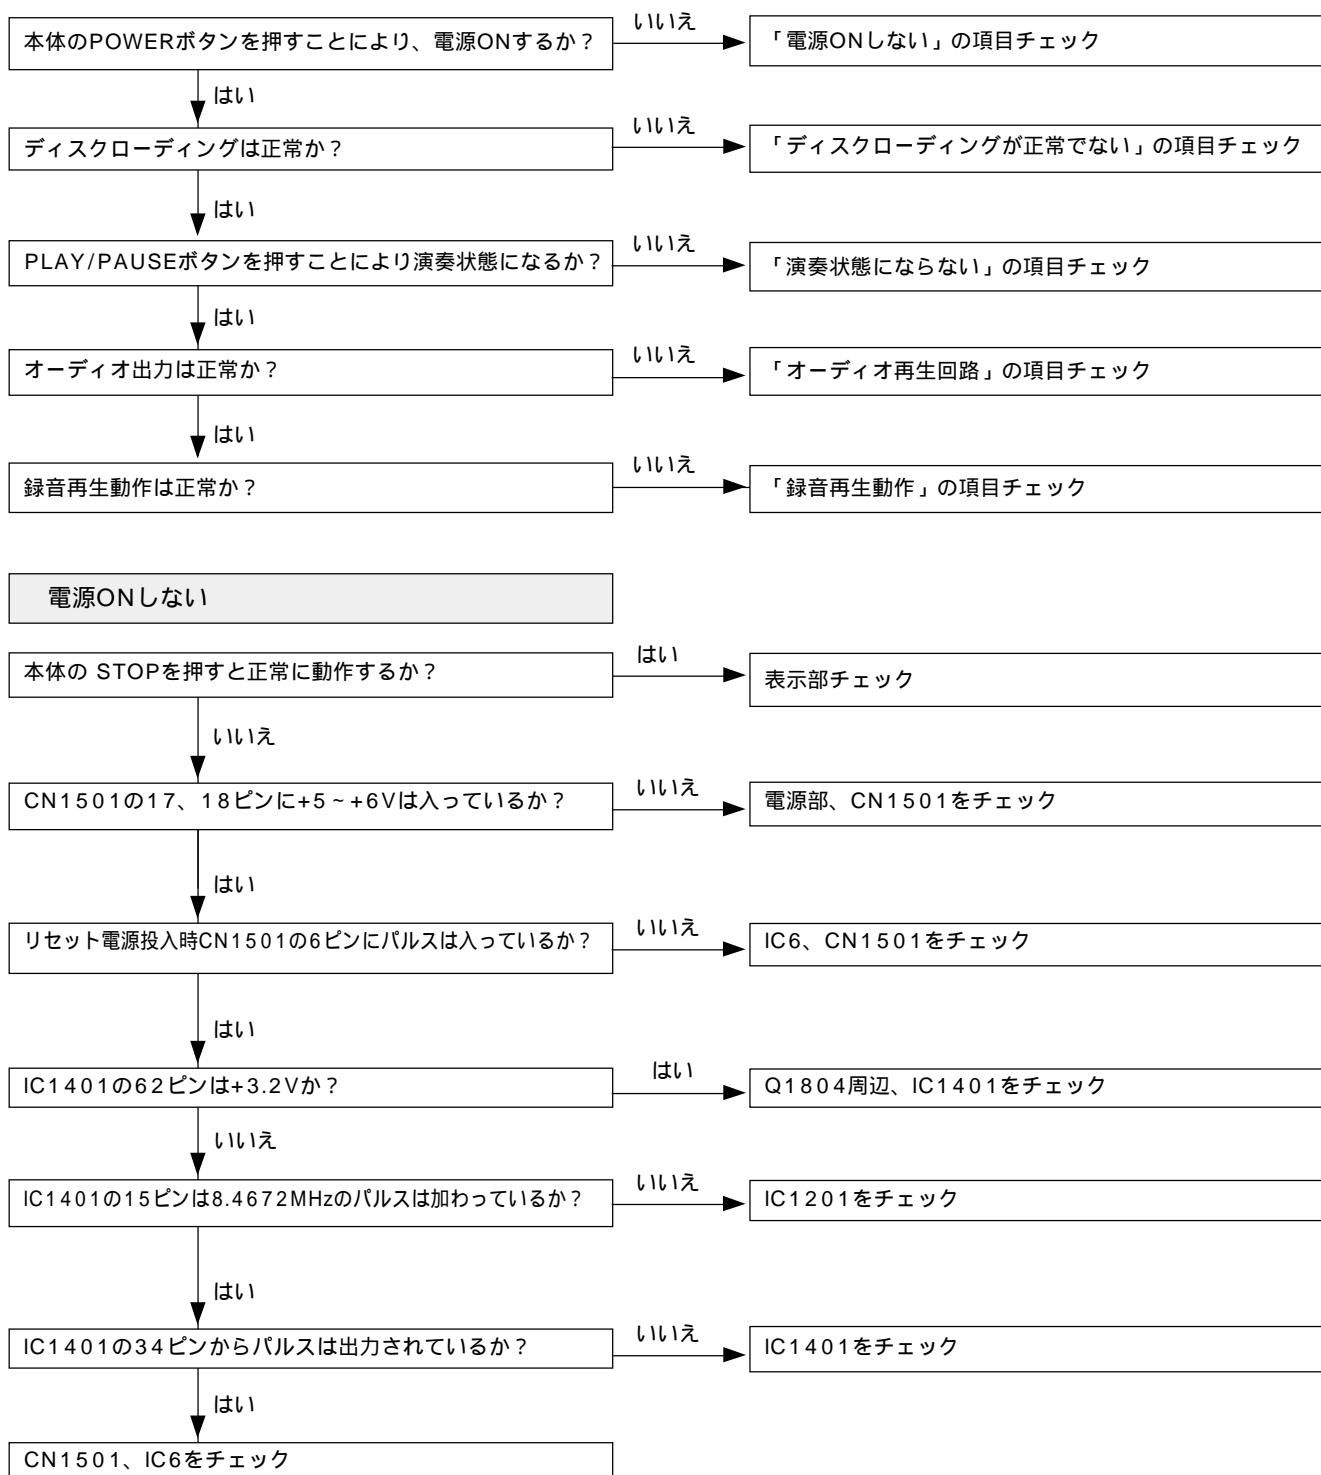 本体のPOWERボタンを押すことにより、電源ONするか？
いいえ
「電源ONしない」の項目チェック
はい
ディスクローディングは正常か？
いいえ
「ディスクローディングが正常でない」の項目チェック
はい
PLAY/PAUSEボタンを押すことにより演奏状態になるか？
いいえ
「演奏状態にならない」の項目チェック
はい
オーディオ出力は正常か？
いいえ
「オーディオ再生回路」の項目チェック
はい
録音再生動作は正常か？
いいえ
「録音再生動作」の項目チェック
電源ONしない
本体の STOPを押すと正常に動作するか？
はい
表示部チェック
いいえ
CN1501の17、18ピンに+5~+6Vは入っているか？
いいえ
電源部、CN1501をチェック
はい
リセット電源投入時CN1501の6ピンにパルスは入っているか？
いいえ
IC6、CN1501をチェック
はい
IC1401の62ピンは+3.2Vか？
はい
Q1804周辺、IC1401をチェック
いいえ
IC1401の15ピンは8.4672MHzのパルスは加わっているか？
いいえ
IC1201をチェック
はい
IC1401の34ピンからパルスは出力されているか？
いいえ
IC1401をチェック
はい
CN1501、IC6をチェック